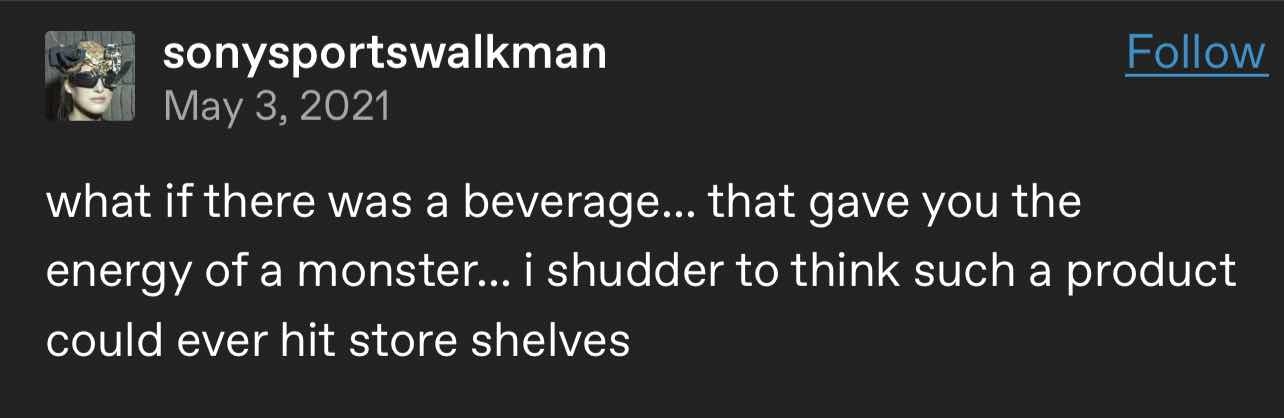 sonysportswalkman
Follow
May 3, 2021
what if there was a beverage... that gave you the
energy of a monster... i shudder to think such a product
could ever hit store shelves